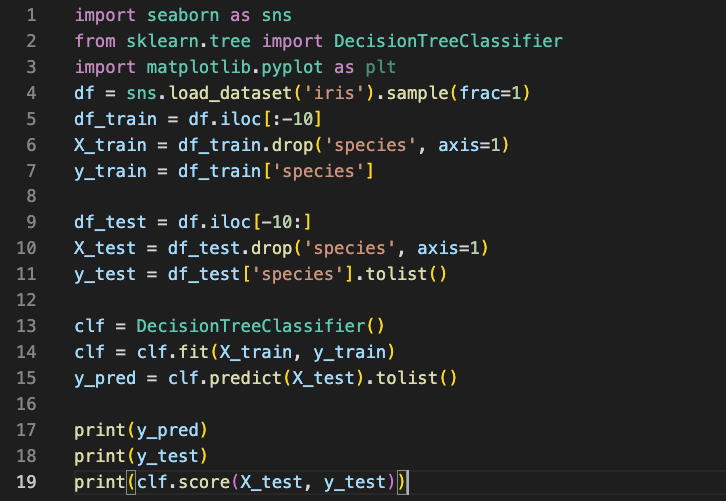 1 import seaborn as sns
2 from sklearn.tree import DecisionTreeClassifier
3 import matplotlib.pyplot as plt
4 df = sns.load_dataset('iris').sample(frac=1)
5 df_train = df.iloc[:-10]
6 X_train = df_train.drop('species', axis=1)
7 y_train = df_train['species']
8
9 df_test = df.iloc[-10:]
10 X_test = df_test.drop('species', axis=1)
11 y_test = df_test['species'].tolist()
12
13 clf = DecisionTreeClassifier()
14 clf = clf.fit(X_train, y_train)
15 y_pred = clf.predict(X_test).tolist()
16
17 print(y_pred)
18 print(y_test)
19 print(clf.score(X_test, y_test))